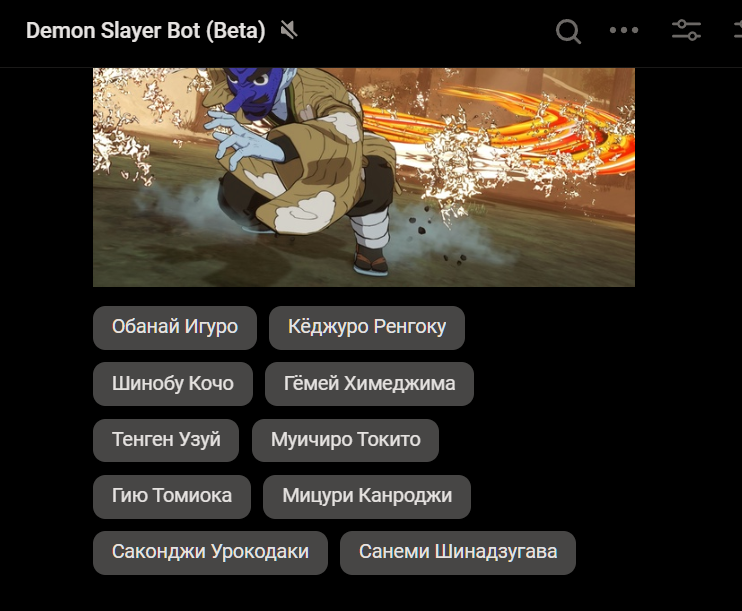 Demon Slayer Bot (Beta)
Обанай Игуро
Кёджуро Ренгоку
Шинобу Кочо
Гёмей Химеджима
Тенген Узуй
Муичиро Токито
Гию Томиока
Мицури Канроджи
Саконджи Урокодаки
Санеми Шинадзугава